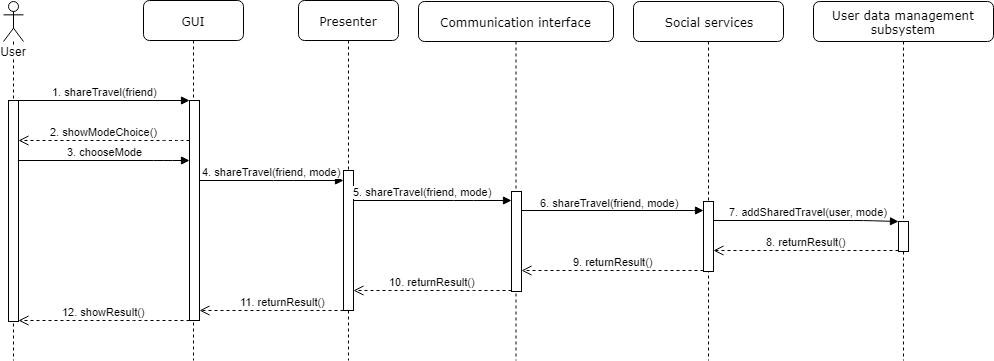 User
GUI
Presenter
Communication interface
Social services
User data management
subsystem
1. shareTravel(friend)
2. showModeChoice()
3. chooseMode
4. shareTravel(friend, mode)
5. shareTravel(friend, mode)
6. shareTravel(friend, mode)
7. addSharedTravel(user, mode)
8. returnResult()
9. returnResult()
10. returnResult()
11. returnResult()
12. showResult()